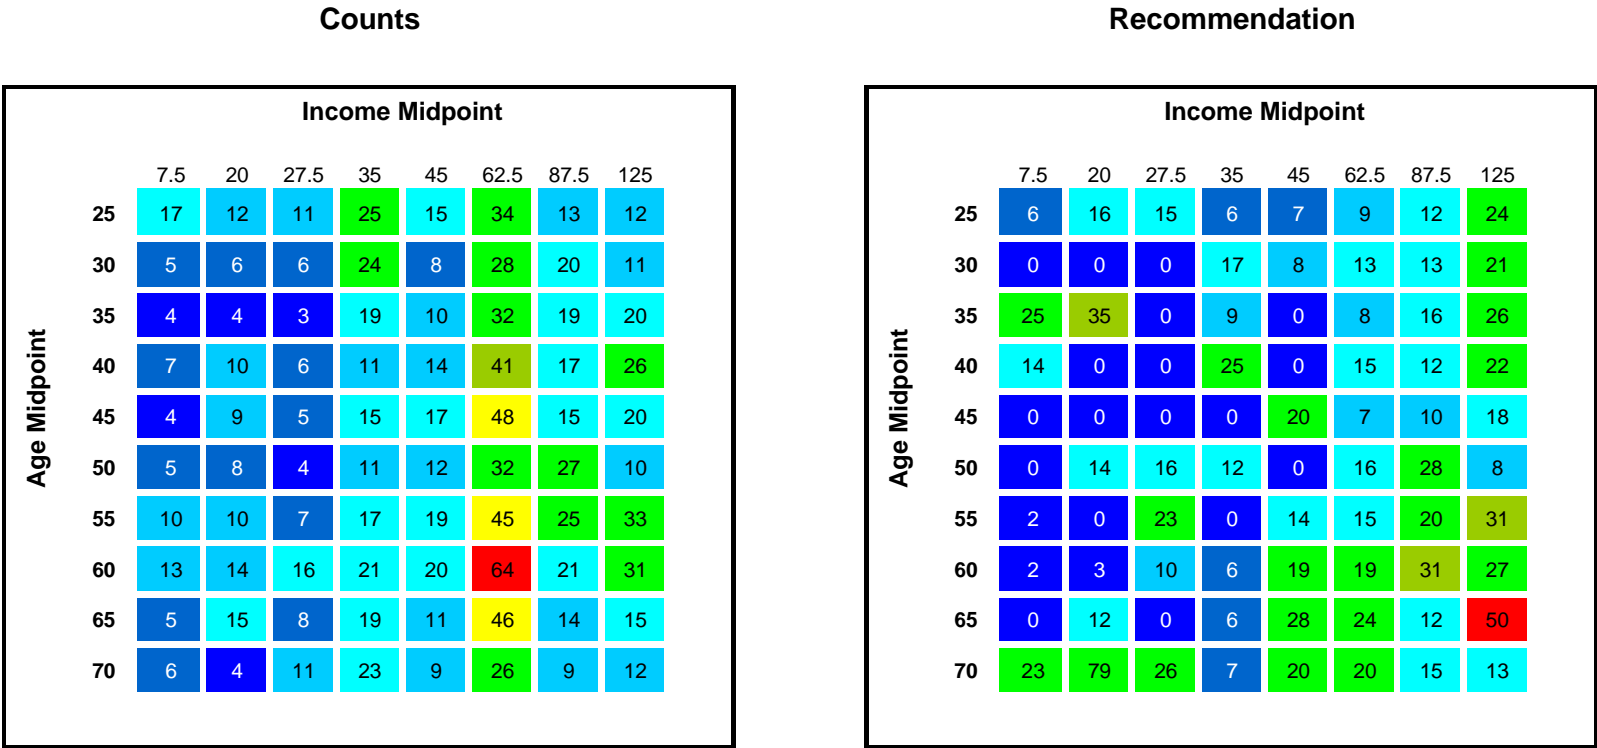 Counts Recommendation
Income Midpoint Income Midpoint
7.5 20 27.5 35 45 62.5 87.5 125 7.5 20 27.5 35 45 62.5 87.5 125
25 17 12 11 25 15 34 13 12 25 6 16 15 6 7 9 12 24
30 5 6 6 24 8 28 20 11 30 0 0 0 17 8 13 13 21
35 4 4 3 19 10 32 19 20 35 25 35 0 9 0 8 16 26
40 7 10 6 11 14 41 17 26 40 14 0 0 25 0 15 12 22
45 4 9 5 15 17 48 15 20 45 0 0 0 0 20 7 10 18
50 5 8 4 11 12 32 27 10 50 0 14 16 12 0 16 28 8
55 10 10 7 17 19 45 25 33 55 2 0 23 0 14 15 20 31
60 13 14 16 21 20 64 21 31 60 2 3 10 6 19 19 31 27
65 5 15 8 19 11 46 14 15 65 0 12 0 6 28 24 12 50
70 6 4 11 23 9 26 9 12 70 23 79 26 7 20 20 15 13
Age Midpoint Age Midpoint